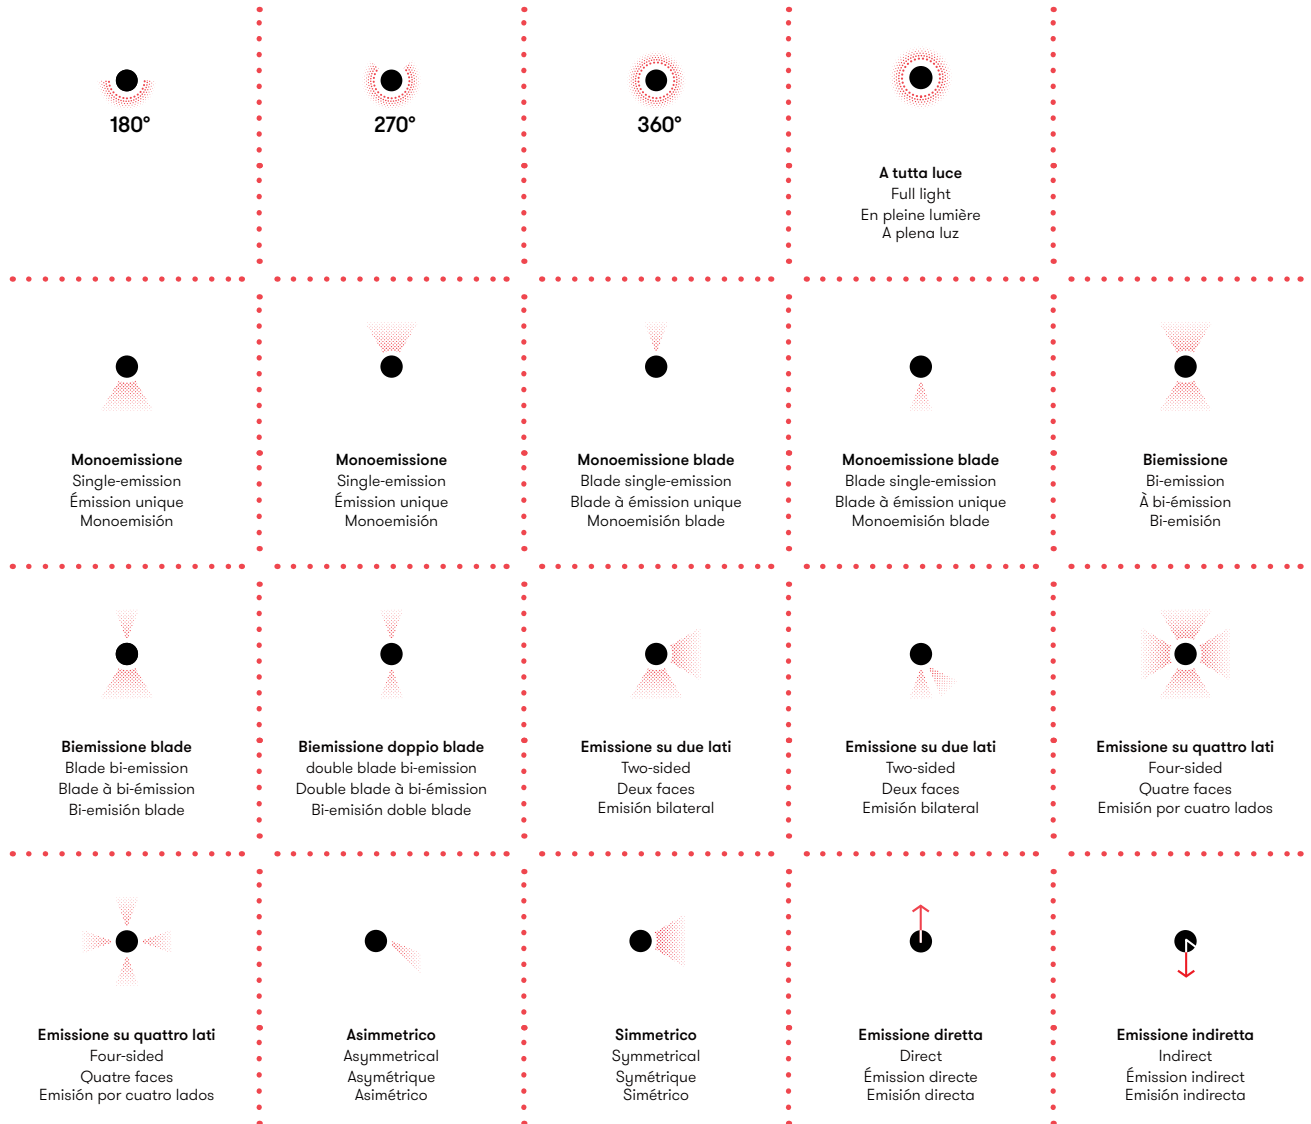 180°
270°
360°
A tutta luce
Full light
En pleine lumière
A plena luz
Monoemissione
Single-emission
Émission unique
Monoemisión
Monoemissione
Single-emission
Émission unique
Monoemisión
Monoemissione blade
Blade single-emission
Blade à émission unique
Monoemisión blade
Monoemissione blade
Blade single-emission
Blade à émission unique
Monoemisión blade
Biemissione
Bi-emission
À bi-émission
Bi-emisión
Biemissione blade
Blade bi-emission
Blade à bi-émission
Bi-emisión blade
Biemissione doppio blade
double blade bi-emission
Double blade à bi-émission
Bi-emisión doble blade
Emissione su due lati
Two-sided
Deux faces
Emisión bilateral
Emissione su due lati
Two-sided
Deux faces
Emisión bilateral
Emissione su quattro lati
Four-sided
Quatre faces
Emisión por cuatro lados
Emissione su quattro lati
Four-sided
Quatre faces
Emisión por cuatro lados
Asimmetrico
Asymmetrical
Asymétrique
Asimétrico
Simmetrico
Symmetrical
Symétrique
Simétrico
Emissione diretta
Direct
Émission directe
Emisión directa
Emissione indiretta
Indirect
Émission indirect
Emisión indirecta